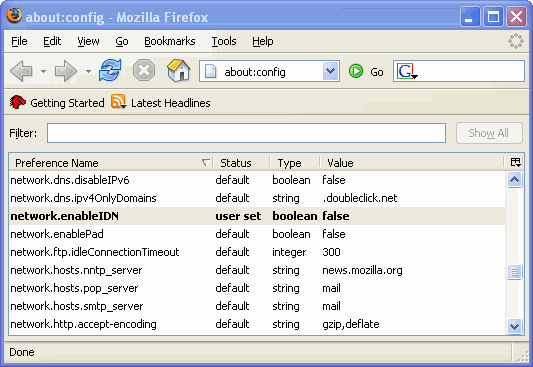 about:config - Mozilla Firefox
File Edit View Go Bookmarks Tools Help
about:config Go G
Getting Started Latest Headlines
Filter: Show All
Preference Name Status Type Value
network.dns.disableIPv6 default boolean false
network.dns.ipv4OnlyDomains default string .doubleclick.net
network.enableIDN user set boolean false
network.enablePad default boolean false
network.ftp.idleConnectionTimeout default integer 300
network.hosts.nntp_server default string news.mozilla.org
network.hosts.pop_server default string mail
network.hosts.smtp_server default string mail
network.http.accept-encoding default string gzip,deflate
Done